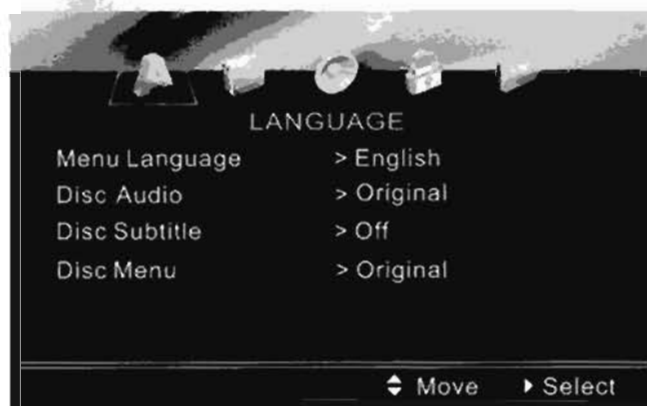 LANGUAGE
Menu Language > English
Disc Audio > Original
Disc Subtitle > Off
Disc Menu > Original
Move Select